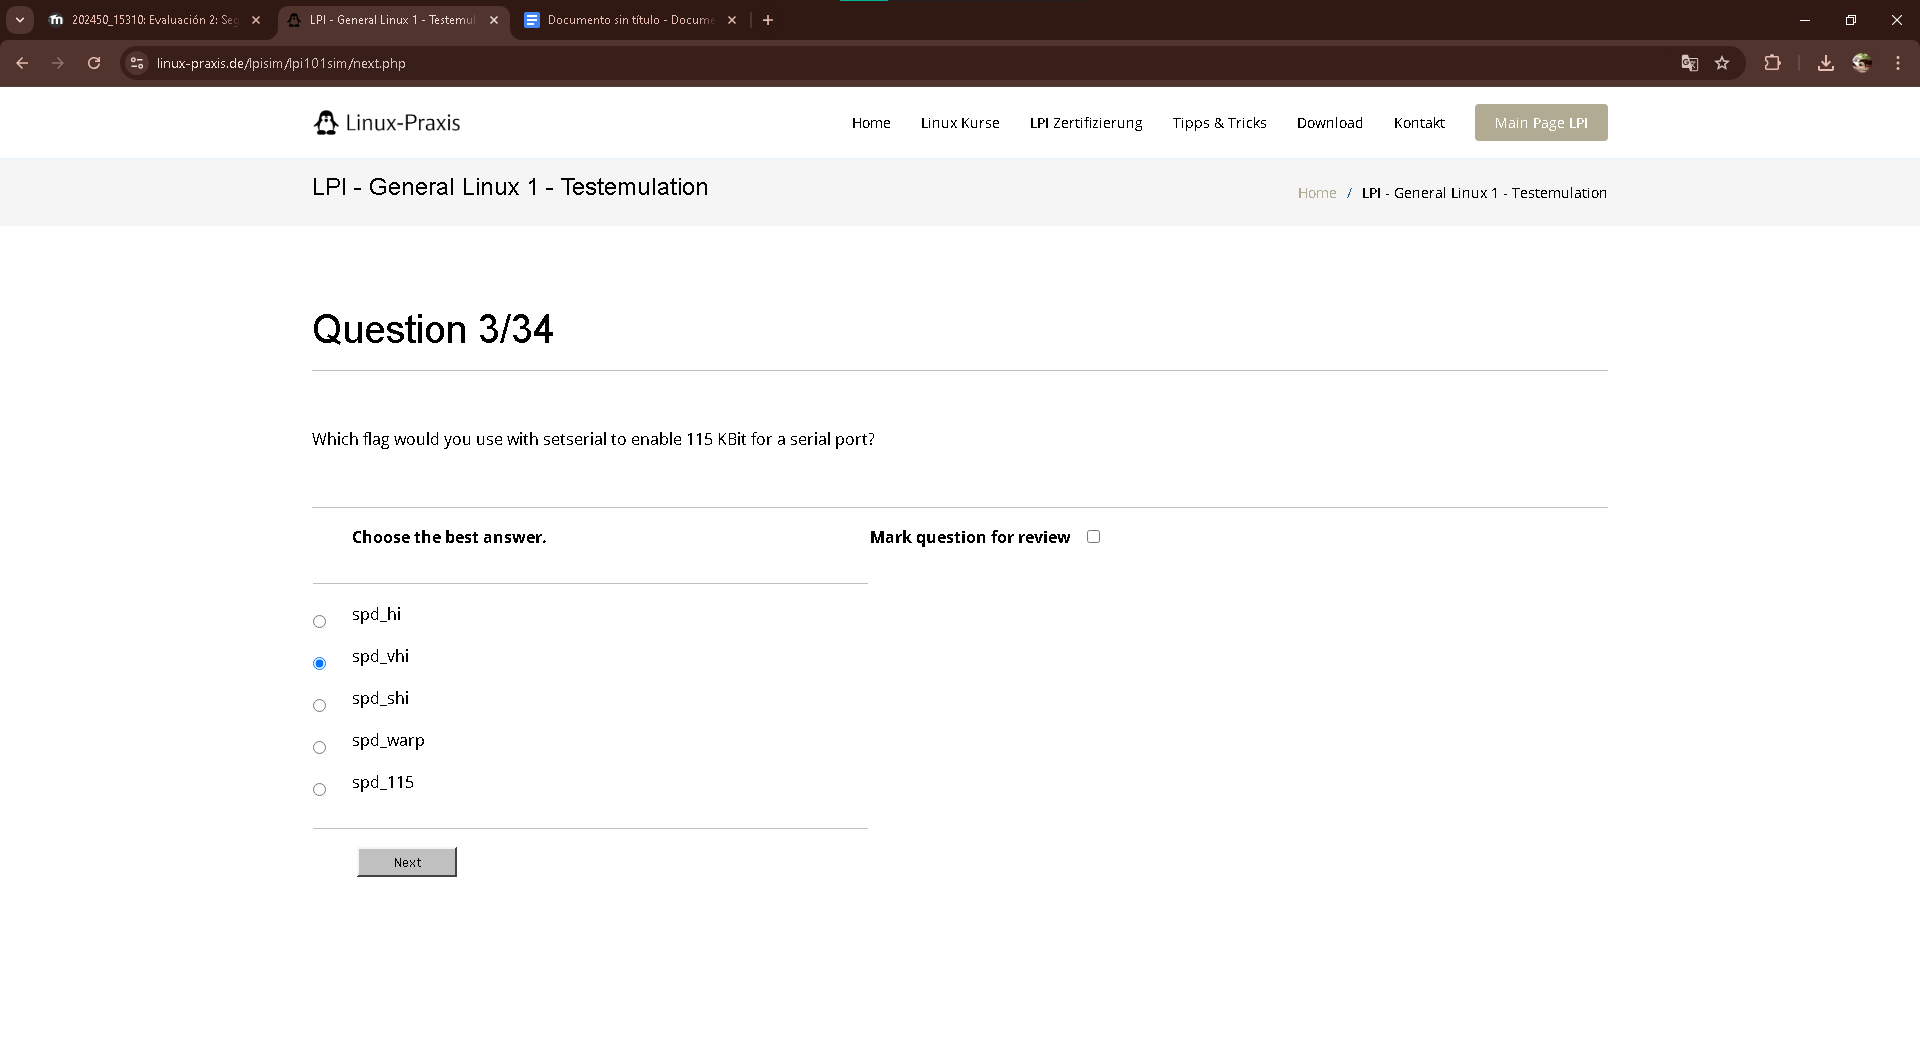 202450_15310: Evaluación 2: Seg
LPI - General Linux 1 - Testemul
Documento sin título - Docume
linux-praxis.de/lpisim/lpi101sim/next.php
Linux-Praxis
Home
Linux Kurse
LPI Zertifizierung
Tipps & Tricks
Download
Kontakt
Main Page LPI
LPI - General Linux 1 - Testemulation
Home / LPI - General Linux 1 - Testemulation
Question 3/34
Which flag would you use with setserial to enable 115 KBit for a serial port?
Choose the best answer.
Mark question for review
spd_hi
spd_vhi
spd_shi
spd_warp
spd_115
Next